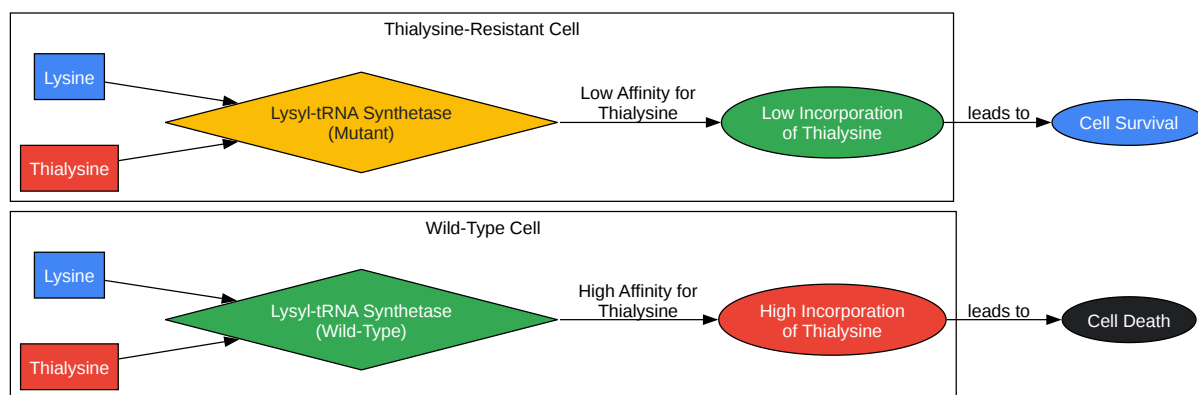 Thialysine-Resistant Cell
Lysine
Thialysine
Lysyl-tRNA Synthetase
(Mutant)
Low Affinity for
Thialysine
Low Incorporation
of Thialysine
leads to
Cell Survival
Wild-Type Cell
Lysine
Thialysine
Lysyl-tRNA Synthetase
(Wild-Type)
High Affinity for
Thialysine
High Incorporation
of Thialysine
leads to
Cell Death